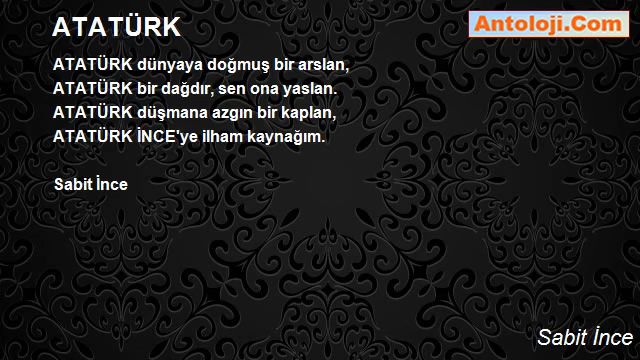 ATATÜRK
Antoloji.Com
ATATÜRK dünyaya doğmuş bir arslan,
ATATÜRK bir dağdır, sen ona yaslan.
ATATÜRK düşmana azgın bir kaplan,
ATATÜRK İNCE'ye ilham kaynağım.
Sabit İnce
Sabit İnce